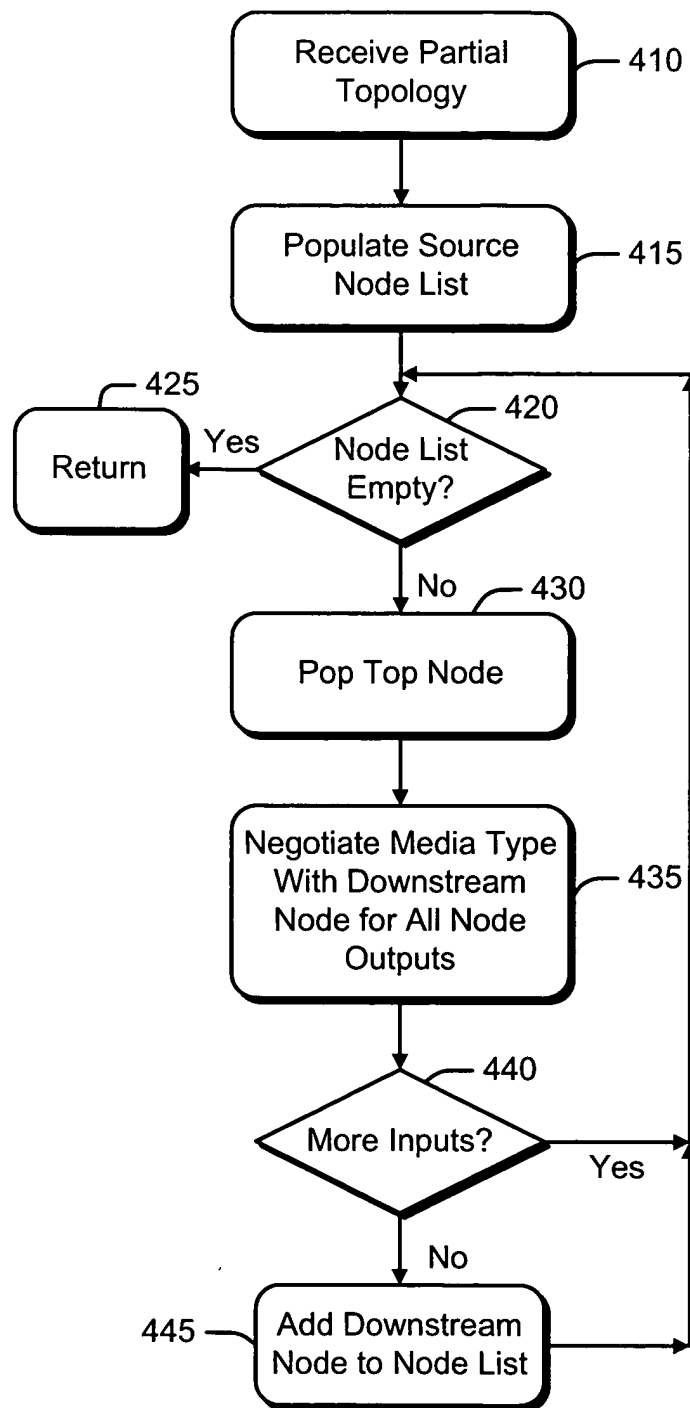 Receive Partial
Topology
410
Populate Source
Node List
415
425
420
Return
Yes
Node List
Empty?
No
430
Pop Top Node
Negotiate Media Type
With Downstream
Node for All Node
Outputs
435
440
More Inputs?
Yes
No
445
Add Downstream
Node to Node List